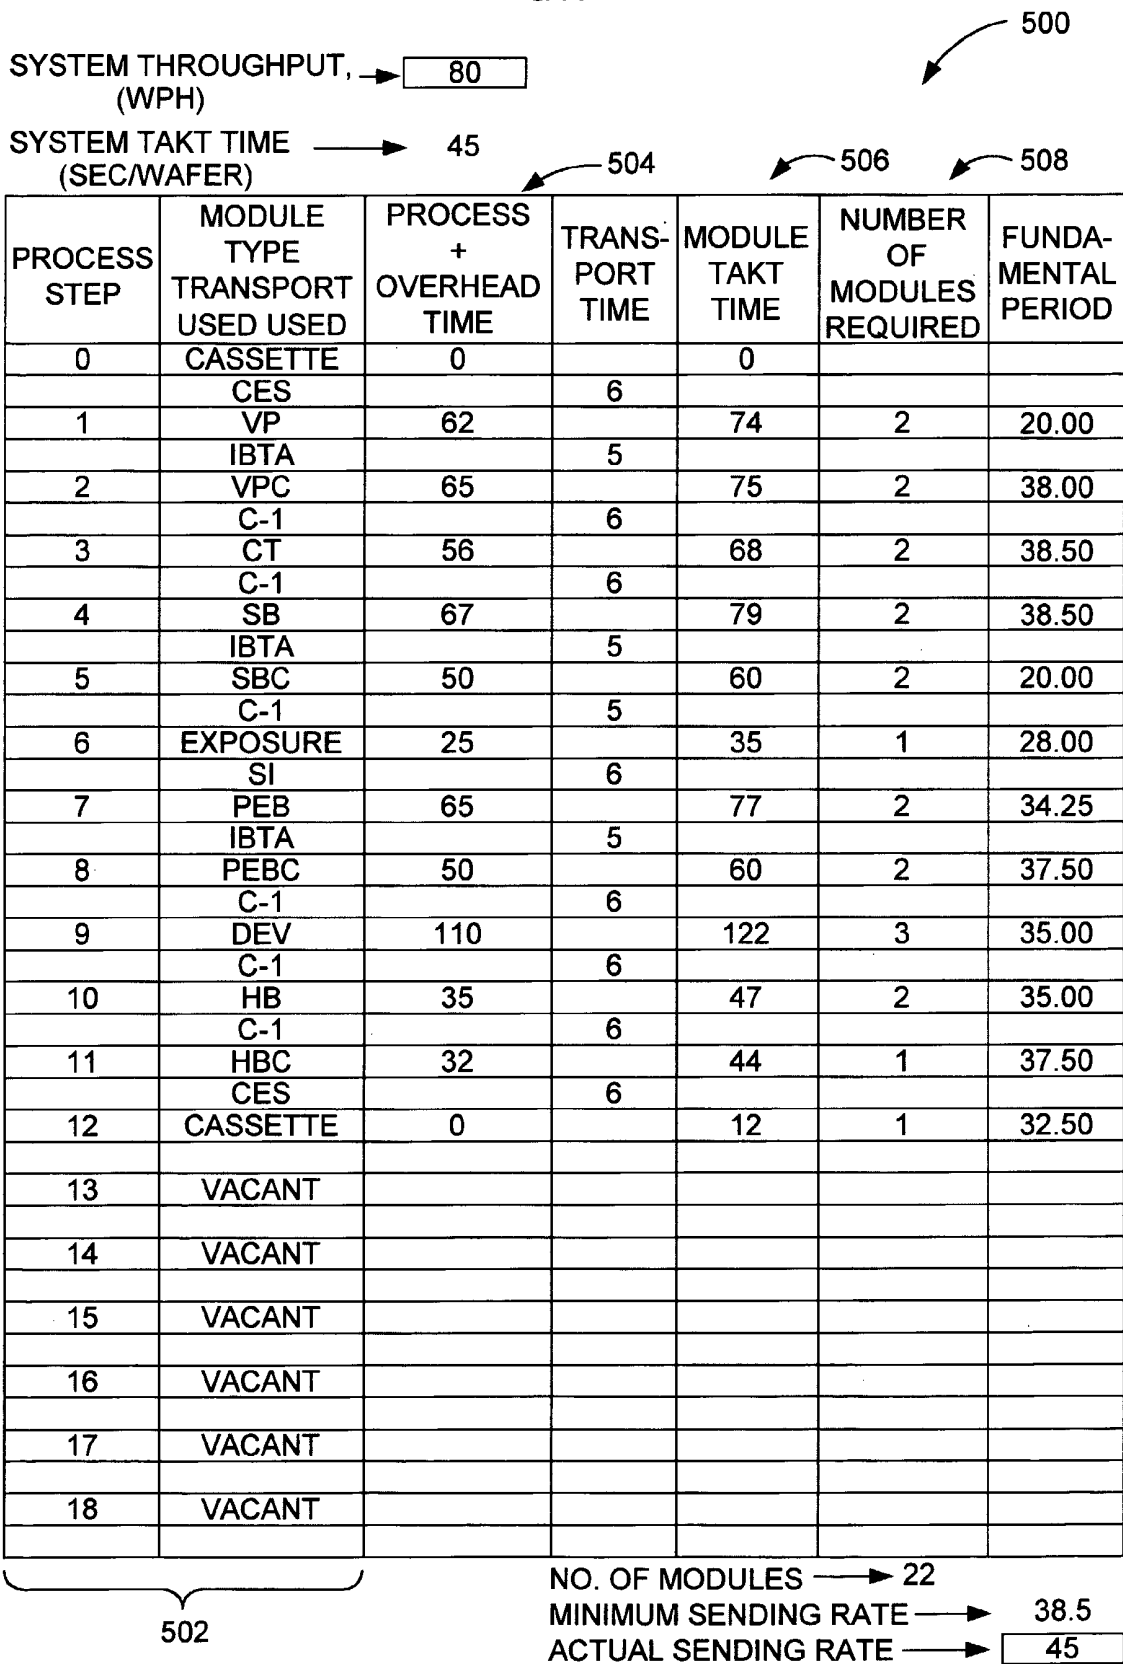 500
SYSTEM THROUGHPUT, 80
(WPH)
SYSTEM TAKT TIME 45
(SEC/WAFER)
504
506
508
PROCESS STEP | MODULE TYPE TRANSPORT USED USED | PROCESS + OVERHEAD TIME | TRANS-PORT TIME | MODULE TAKT TIME | NUMBER OF MODULES REQUIRED | FUNDA-MENTAL PERIOD
0 CASSETTE 0 0
CES 6
1 VP 62 74 2 20.00
IBTA 5
2 VPC 65 75 2 38.00
C-1 6
3 CT 56 68 2 38.50
C-1 6
4 SB 67 79 2 38.50
IBTA 5
5 SBC 50 60 2 20.00
C-1 5
6 EXPOSURE 25 35 1 28.00
SI 6
7 PEB 65 77 2 34.25
IBTA 5
8 PEBC 50 60 2 37.50
C-1 6
9 DEV 110 122 3 35.00
C-1 6
10 HB 35 47 2 35.00
C-1 6
11 HBC 32 44 1 37.50
CES 6
12 CASSETTE 0 12 1 32.50
13 VACANT
14 VACANT
15 VACANT
16 VACANT
17 VACANT
18 VACANT
502
NO. OF MODULES 22
MINIMUM SENDING RATE 38.5
ACTUAL SENDING RATE 45